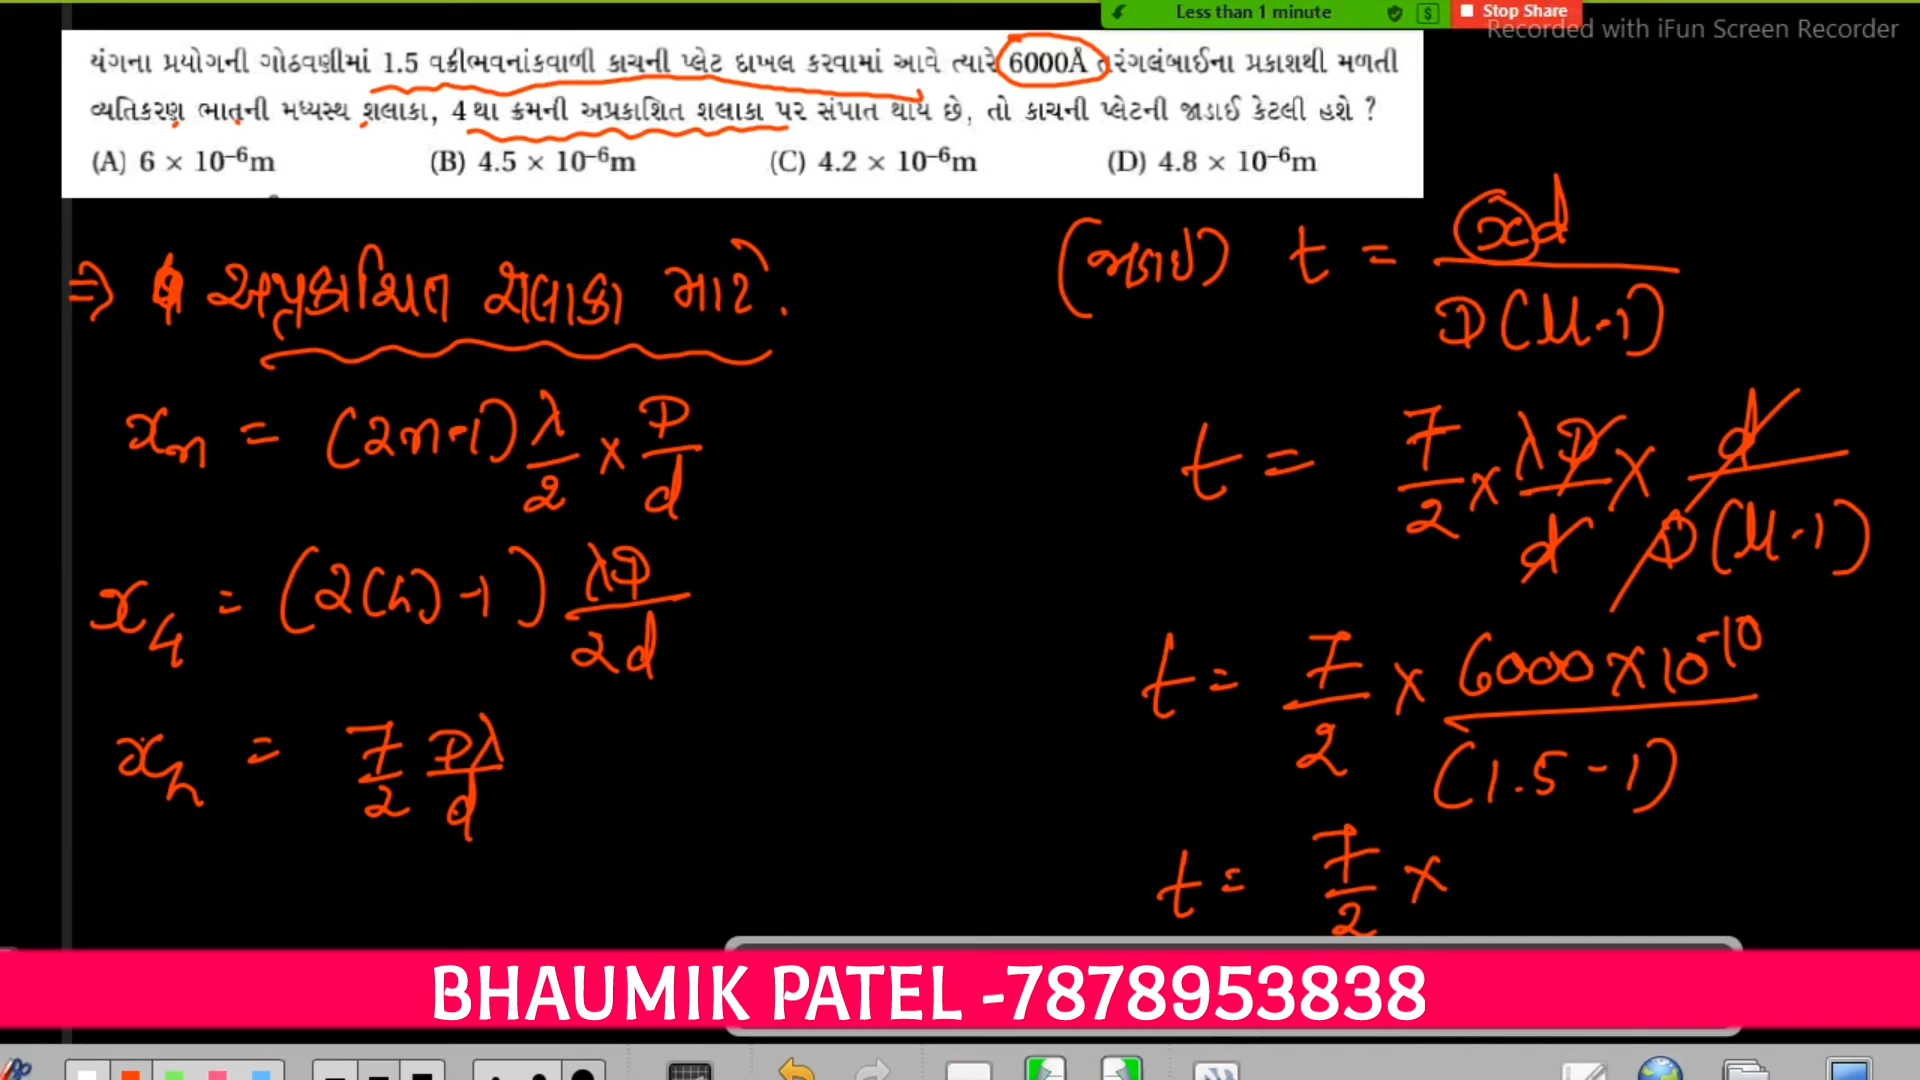 Less than 1 minute
Stop Share
Recorded with iFun Screen Recorder
યંગના પ્રયોગની ગોઠવણીમાં 1.5 વક્રીભવનાંકવાળી કાચની પ્લેટ દાખલ કરવામાં આવે ત્યારે 6000Å તરંગલંબાઈના પ્રકાશથી મળતી
વ્યતિકરણ ભાતની મધ્યસ્થ શલાકા, 4 થા ક્રમની અપ્રકાશિત શલાકા પર સંપાત થાય છે, તો કાચની પ્લેટની જાડાઈ કેટલી હશે ?
(A) 6 × 10⁻⁶m (B) 4.5 × 10⁻⁶m (C) 4.2 × 10⁻⁶m (D) 4.8 × 10⁻⁶m
⇒ અપ્રકાશિત શલાકા માટે.
xn = (2n-1) λ/2 × D/d
x4 = (2(4)-1) λD/2d
x4 = 7/2 Dλ/d
(જાડાઇ) t = xd/D(μ-1)
t = 7/2 × λD/d × d/D(μ-1)
t = 7/2 × 6000×10⁻¹⁰/(1.5-1)
t = 7/2 ×
BHAUMIK PATEL -7878953838